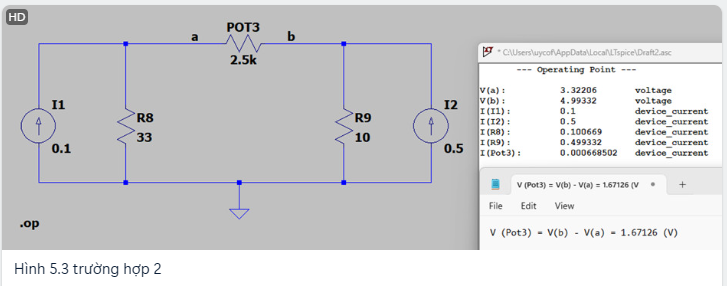 HD
POT3
a
b
2.5k
I1
R8
33
0.1
R9
10
I2
0.5
.op
* C:\Users\uycof\AppData\Local\LTspice\Draft2.asc
--- Operating Point ---
V(a): 3.32206 voltage
V(b): 4.99332 voltage
I(I1): 0.1 device_current
I(I2): 0.5 device_current
I(R8): 0.100669 device_current
I(R9): 0.499332 device_current
I(Pot3): 0.000668502 device_current
V (Pot3) = V(b) - V(a) = 1.67126 (V
File Edit View
V (Pot3) = V(b) - V(a) = 1.67126 (V)
Hình 5.3 trường hợp 2